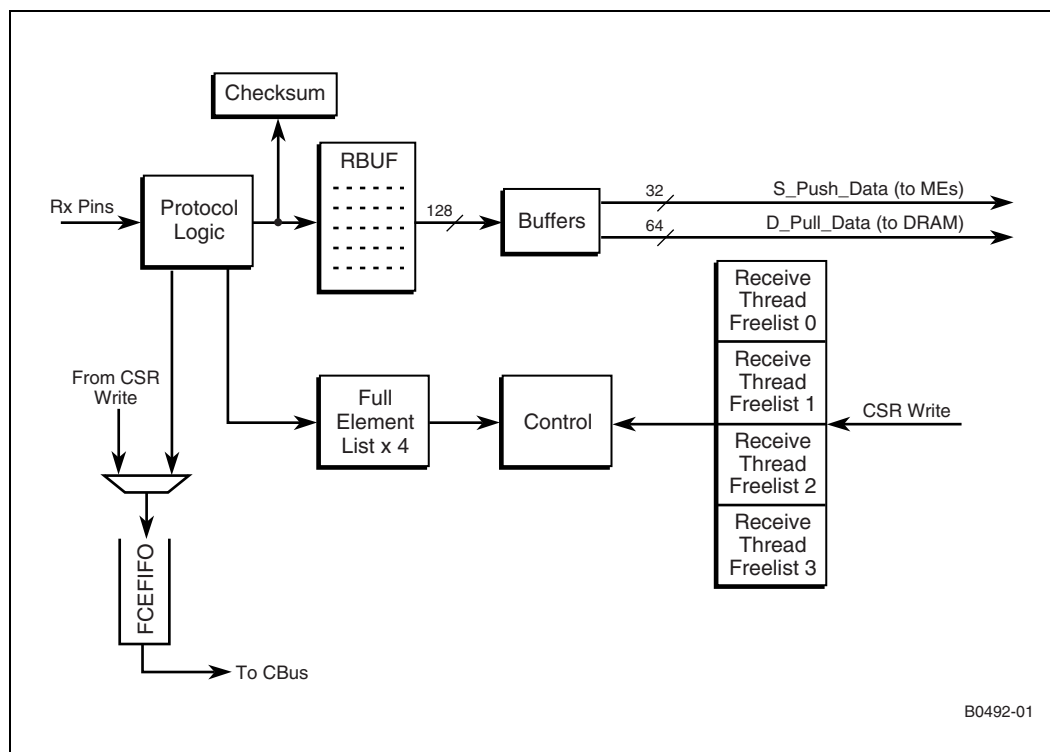 Checksum
RBUF
Rx Pins
Protocol
Logic
128
Buffers
32
S_Push_Data (to MEs)
64
D_Pull_Data (to DRAM)
Receive
Thread
Freelist 0
Receive
Thread
Freelist 1
Receive
Thread
Freelist 2
Receive
Thread
Freelist 3
CSR Write
From CSR
Write
Full
Element
List x 4
Control
FCEFIFO
To CBus
B0492-01